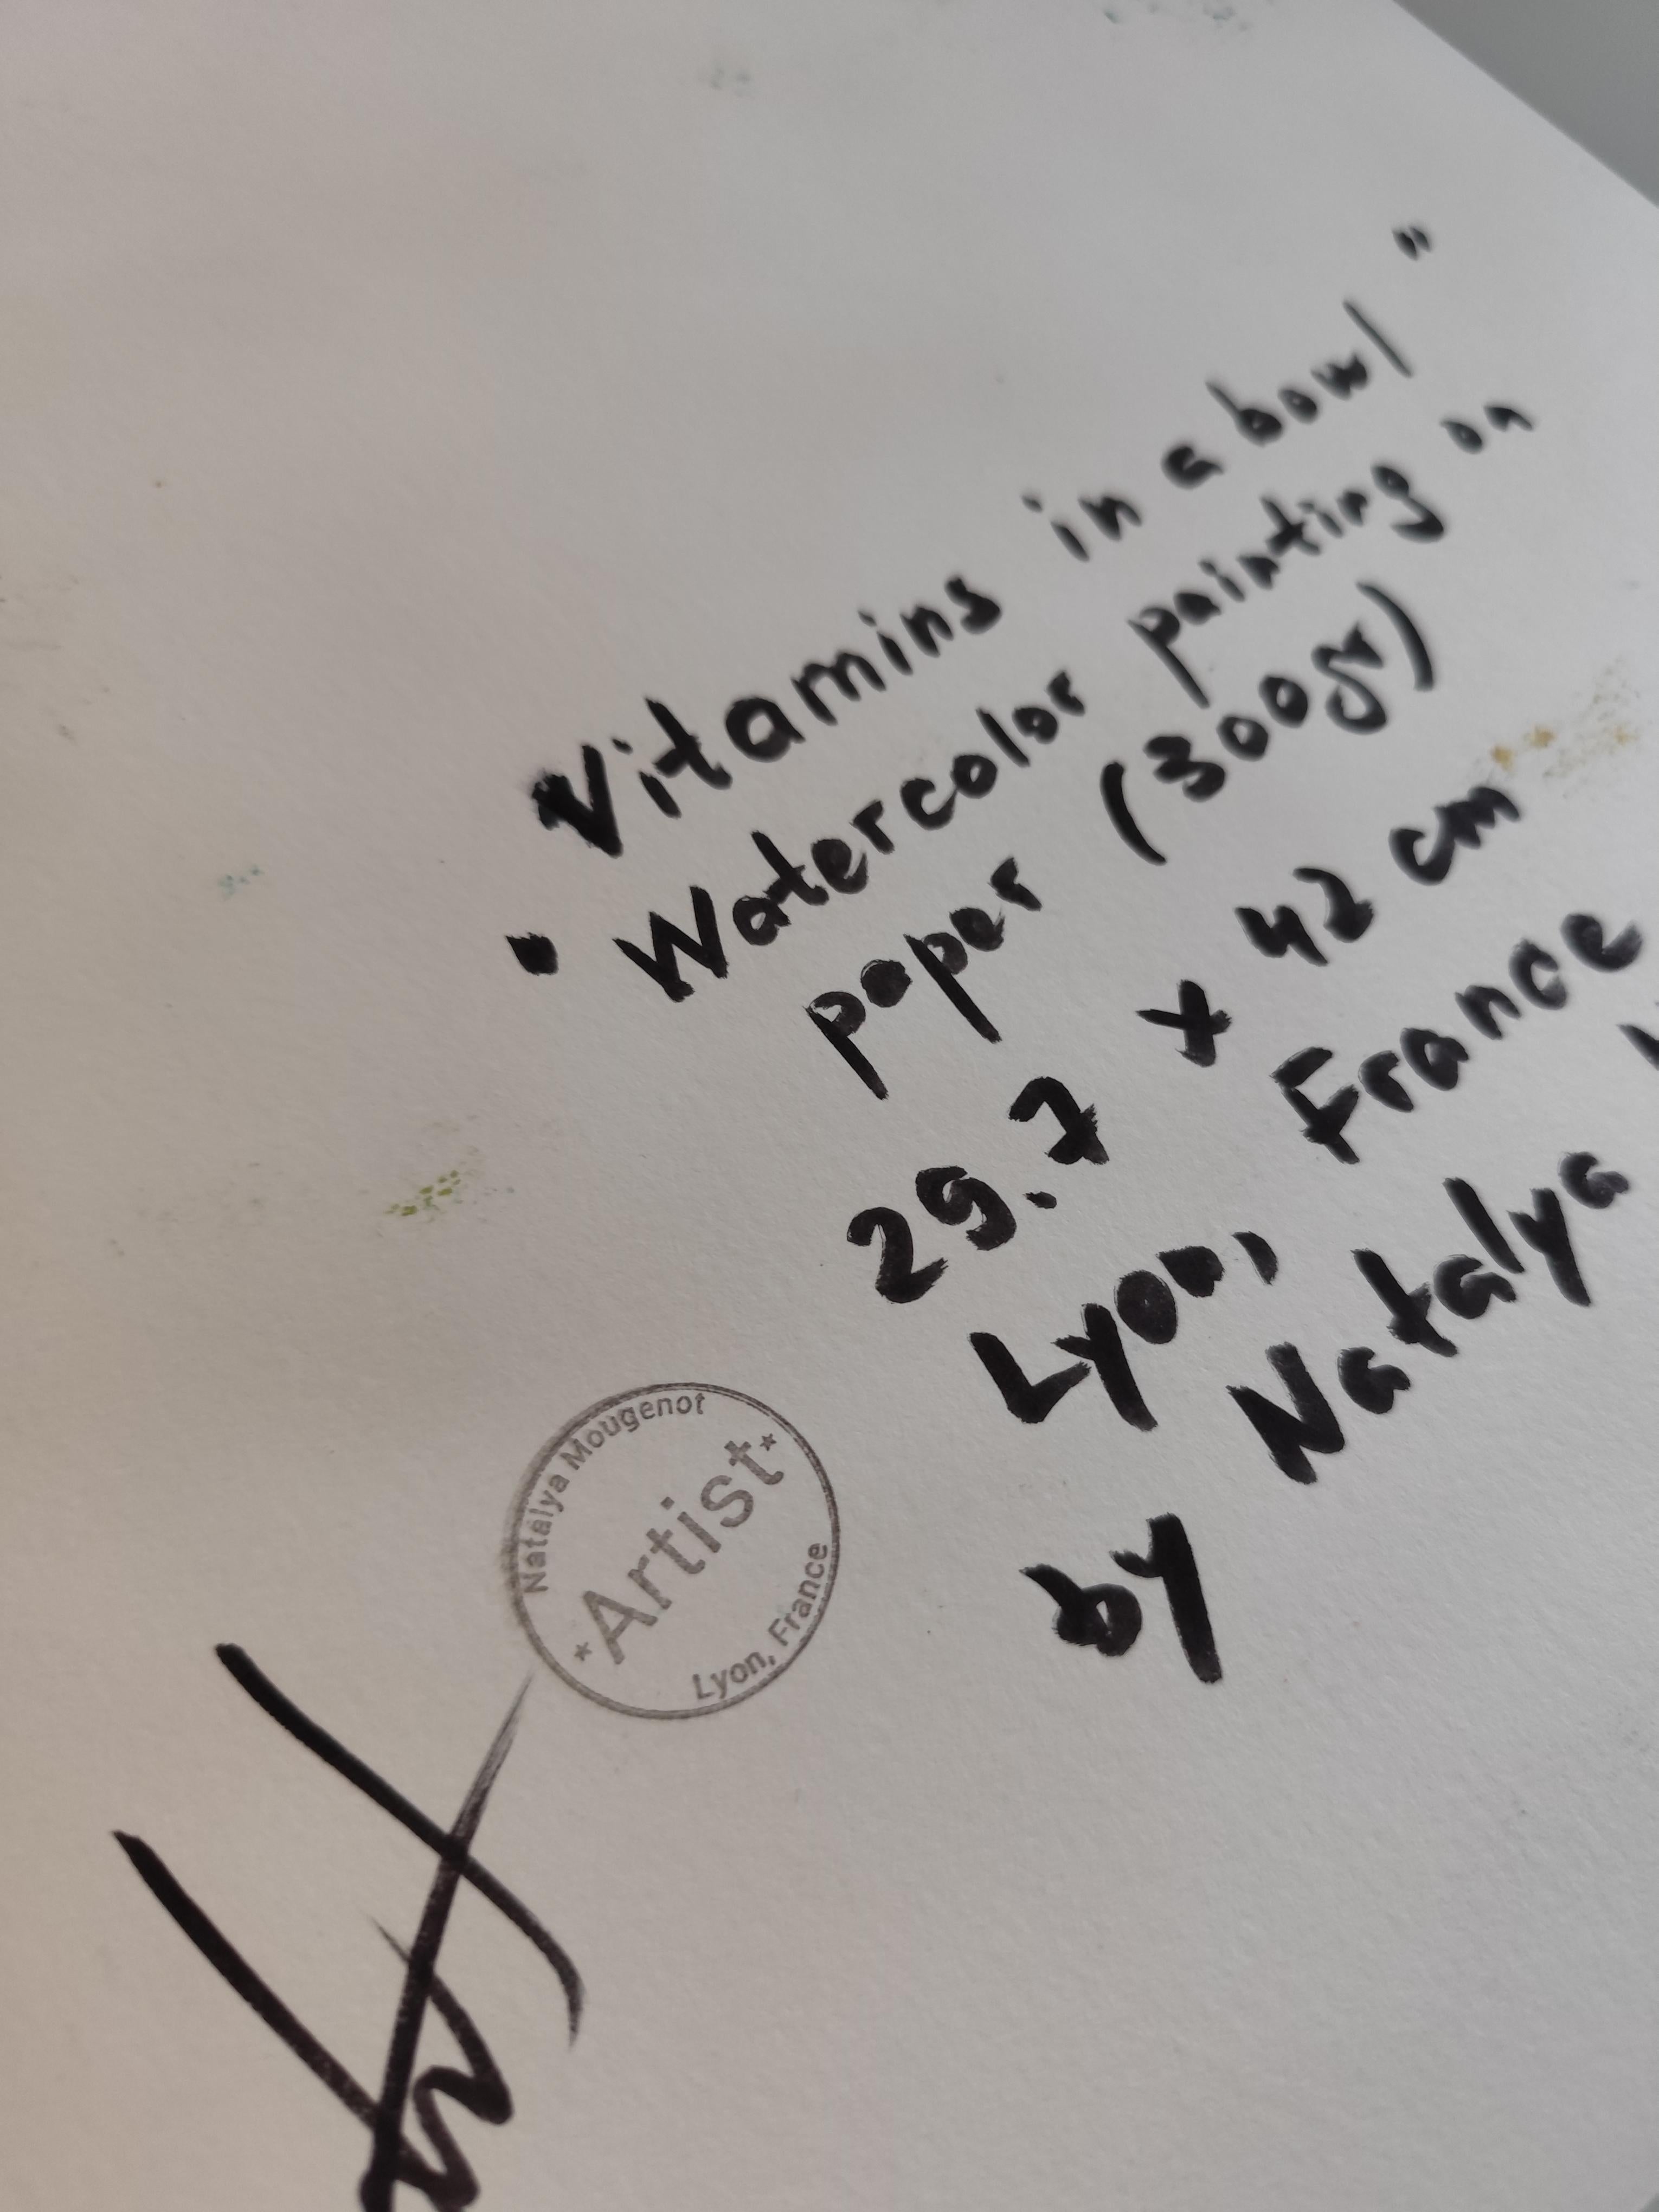 "Vitamins in a bowl"
Watercolor painting on
paper (300gr)
29.7 x 42 cm
Lyon, France
by Natalya
Natalya Mougenot
*Artist*
Lyon, France